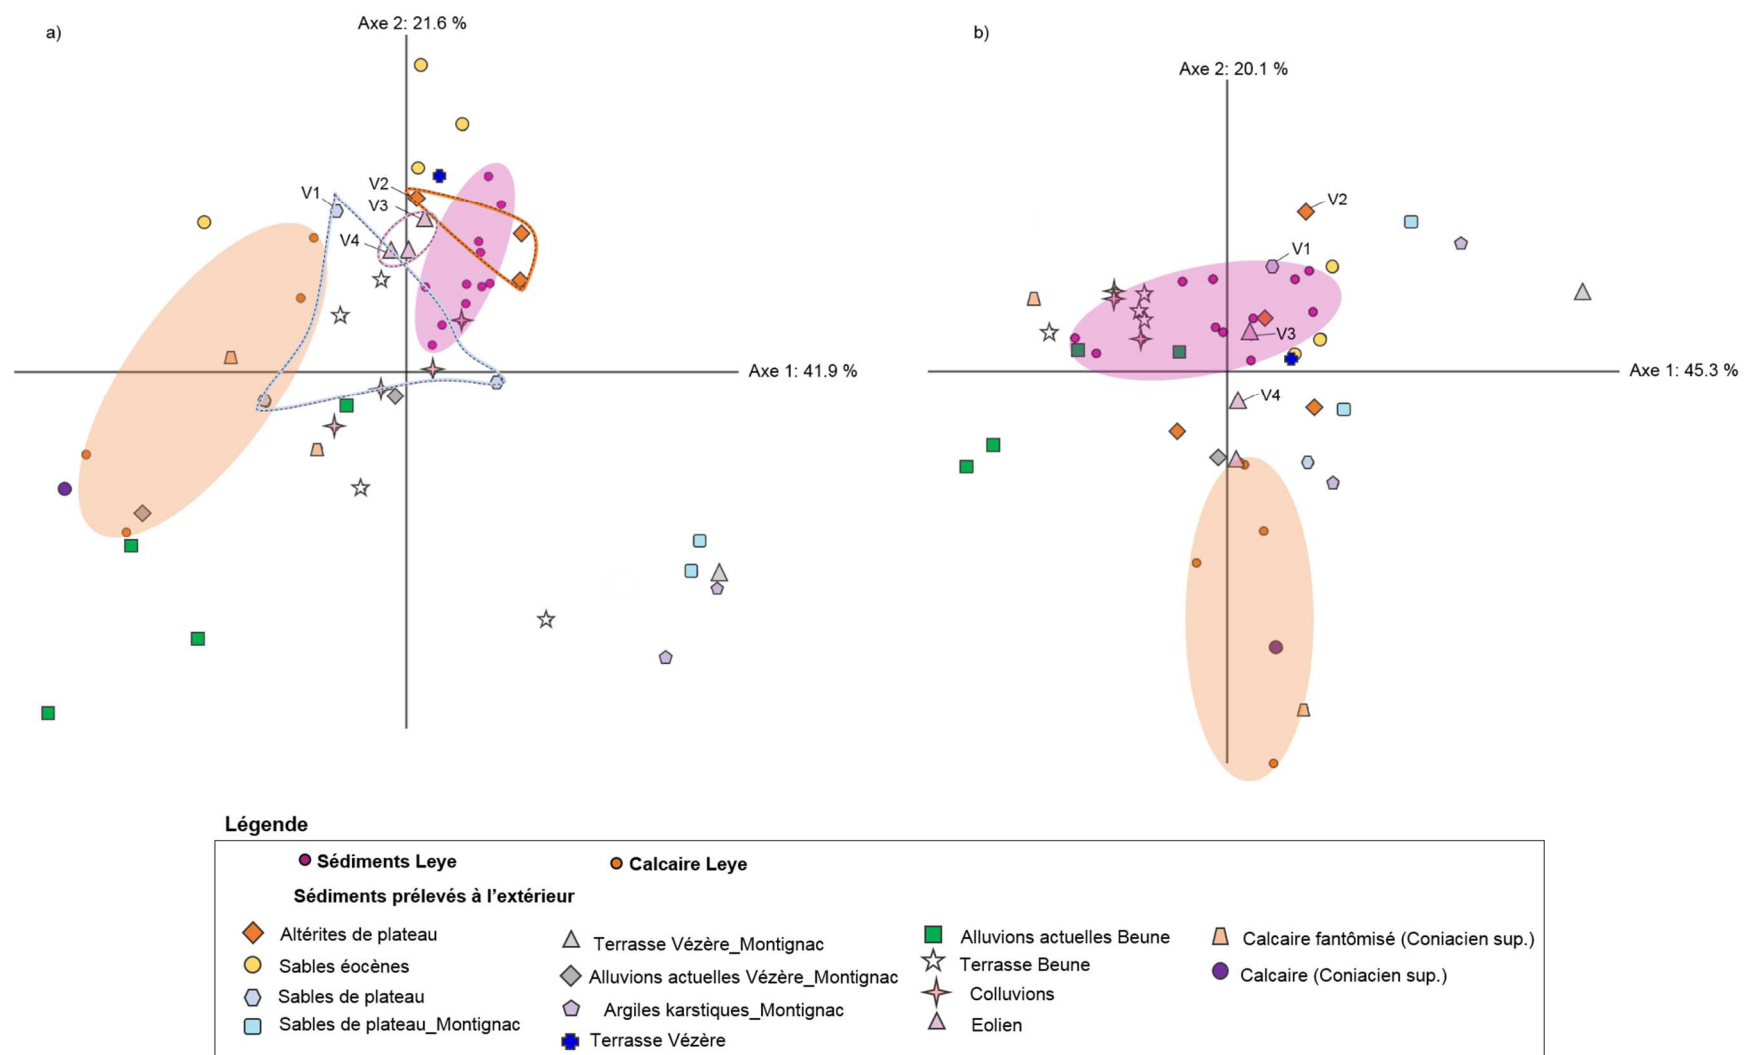 a)
Axe 2: 21.6 %
V1
V2
V3
V4
Axe 1: 41.9 %
b)
Axe 2: 20.1 %
V2
V1
V3
V4
Axe 1: 45.3 %
Légende
Sédiments Leye
Calcaire Leye
Sédiments prélevés à l'extérieur
Altérites de plateau
Sables éocènes
Sables de plateau
Sables de plateau_Montignac
Terrasse Vézère_Montignac
Alluvions actuelles Vézère_Montignac
Argiles karstiques_Montignac
Terrasse Vézère
Alluvions actuelles Beune
Terrasse Beune
Colluvions
Eolien
Calcaire fantômisé (Coniacien sup.)
Calcaire (Coniacien sup.)